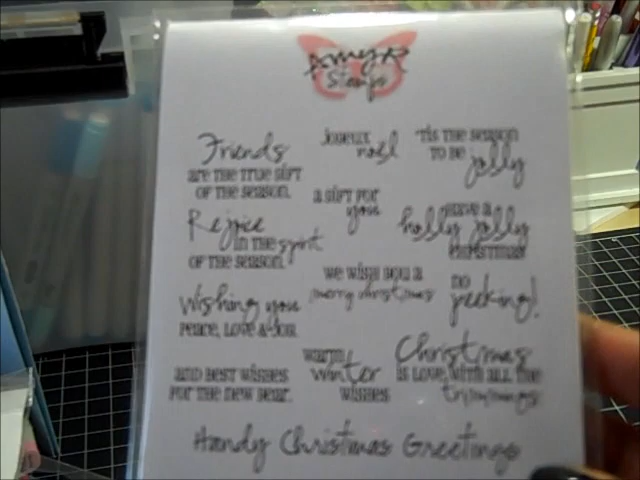 Amy R
Stamps
Friends
are the true gift
of the season.
Joyeux
noel
'tis the season
to be jolly
a gift for
you
Rejoice
in the spirit
of the season.
have a
holly jolly
christmas
we wish you a
merry christmas
no
peeking!
Wishing you
peace, love & joy.
and best wishes
for the new year.
warm
winter
wishes
Christmas
is love, with all the
trimmings
Handy Christmas Greetings